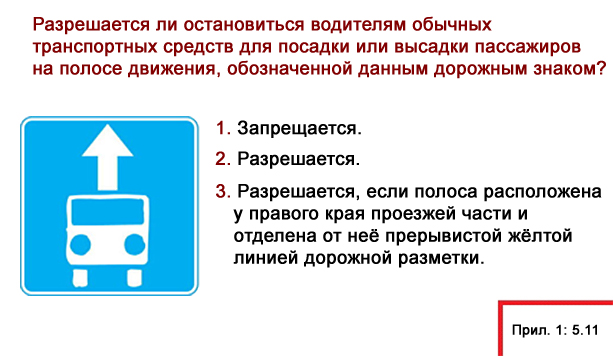 Разрешается ли остановиться водителям обычных
транспортных средств для посадки или высадки пассажиров
на полосе движения, обозначенной данным дорожным знаком?
1. Запрещается.
2. Разрешается.
3. Разрешается, если полоса расположена
у правого края проезжей части и
отделена от неё прерывистой жёлтой
линией дорожной разметки.
Прил. 1: 5.11